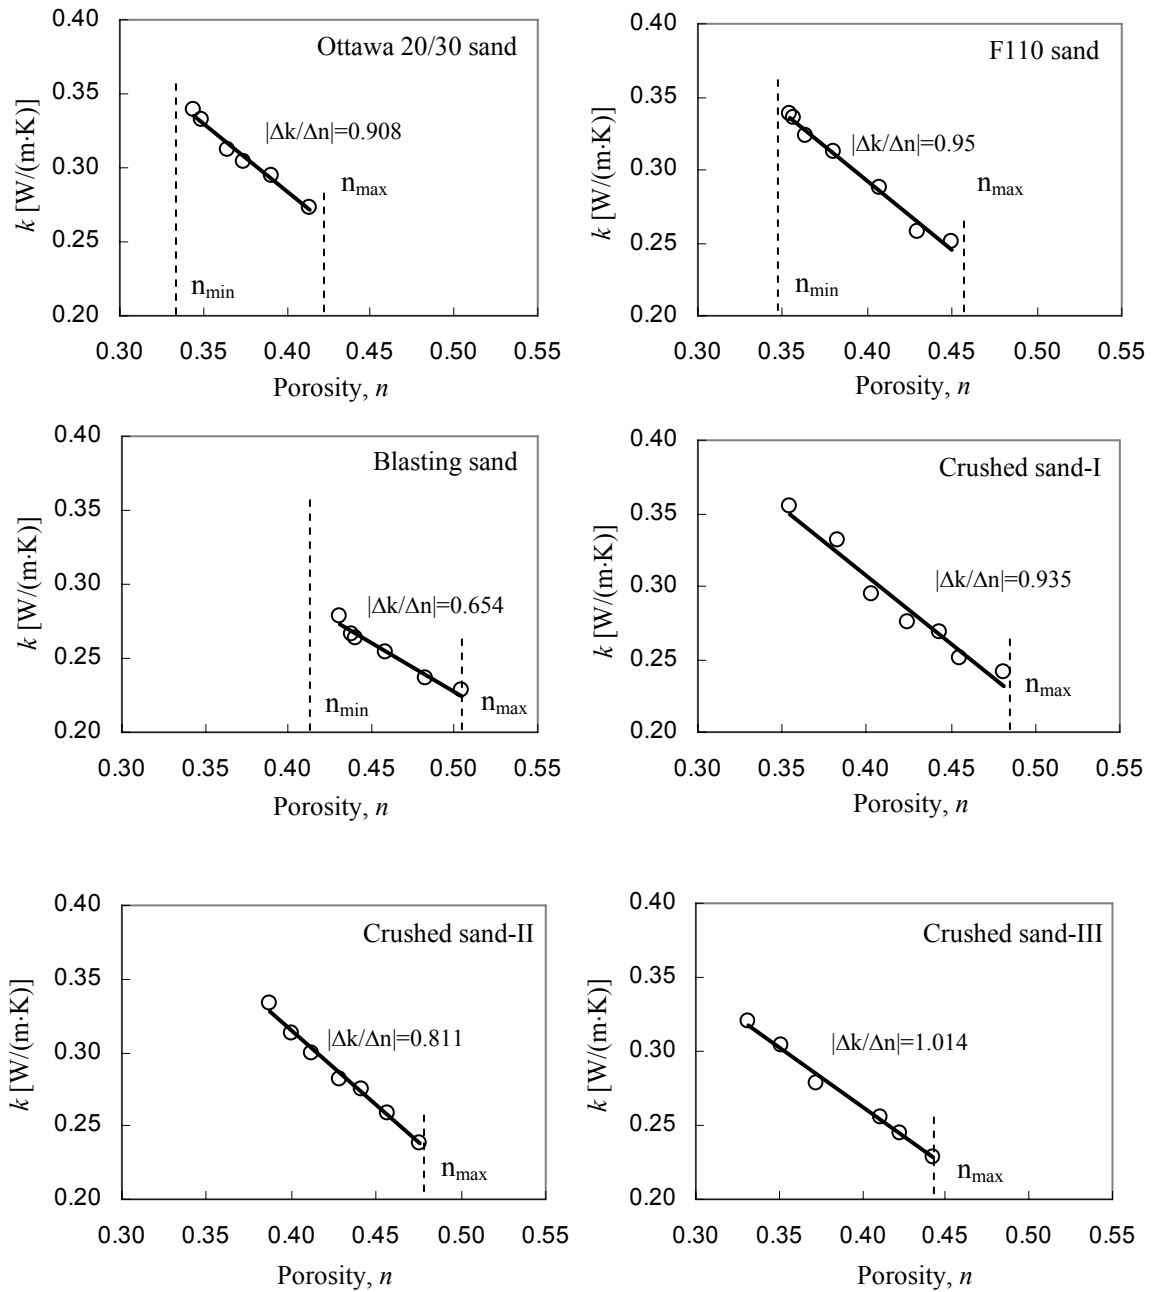 Ottawa 20/30 sand
k [W/(m·K)]
0.40
0.35
0.30
0.25
0.20
|Δk/Δn|=0.908
nmax
nmin
0.30 0.35 0.40 0.45 0.50 0.55
Porosity, n
F110 sand
k [W/(m·K)]
0.40
0.35
0.30
0.25
0.20
|Δk/Δn|=0.95
nmax
nmin
0.30 0.35 0.40 0.45 0.50 0.55
Porosity, n
Blasting sand
k [W/(m·K)]
0.40
0.35
0.30
0.25
0.20
|Δk/Δn|=0.654
nmin
nmax
0.30 0.35 0.40 0.45 0.50 0.55
Porosity, n
Crushed sand-I
k [W/(m·K)]
0.40
0.35
0.30
0.25
0.20
|Δk/Δn|=0.935
nmax
0.30 0.35 0.40 0.45 0.50 0.55
Porosity, n
Crushed sand-II
k [W/(m·K)]
0.40
0.35
0.30
0.25
0.20
|Δk/Δn|=0.811
nmax
0.30 0.35 0.40 0.45 0.50 0.55
Porosity, n
Crushed sand-III
k [W/(m·K)]
0.40
0.35
0.30
0.25
0.20
|Δk/Δn|=1.014
nmax
0.30 0.35 0.40 0.45 0.50 0.55
Porosity, n